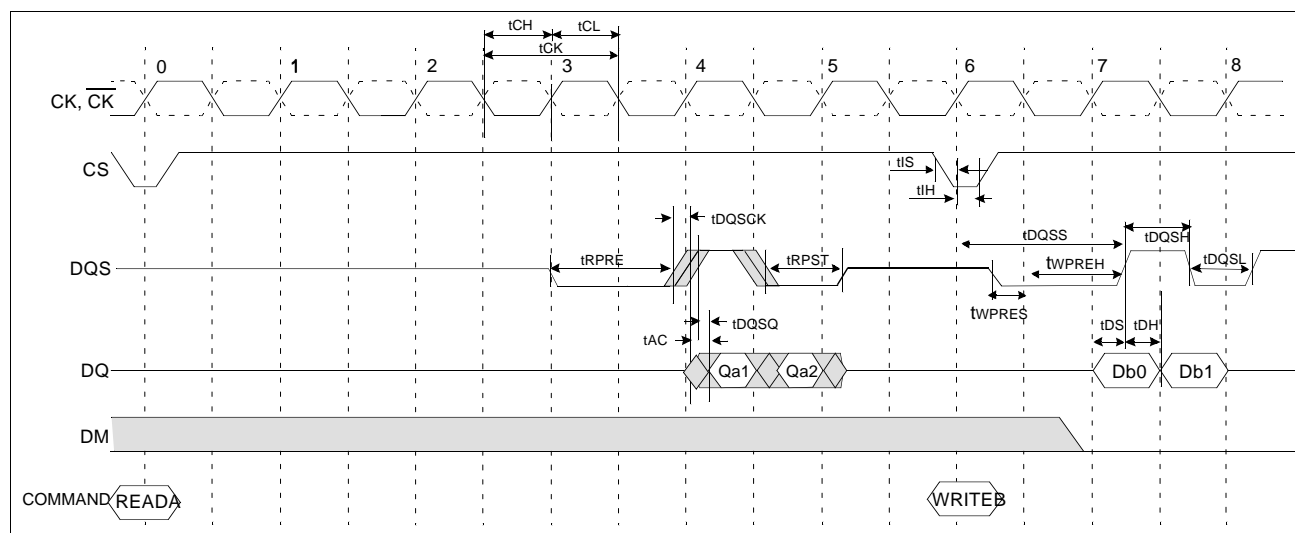 tCH tCL
tCK
0 1 2 3 4 5 6 7 8
CK, CK
CS
tIS
tIH
tDQSCK
tDQSS
tDQSH
DQS
tRPRE
tRPST
tWPREH
tDQSL
tWPRES
tDQSQ
tDS tDH
tAC
DQ
Qa1 Qa2
Db0 Db1
DM
COMMAND
READA
WRITEB